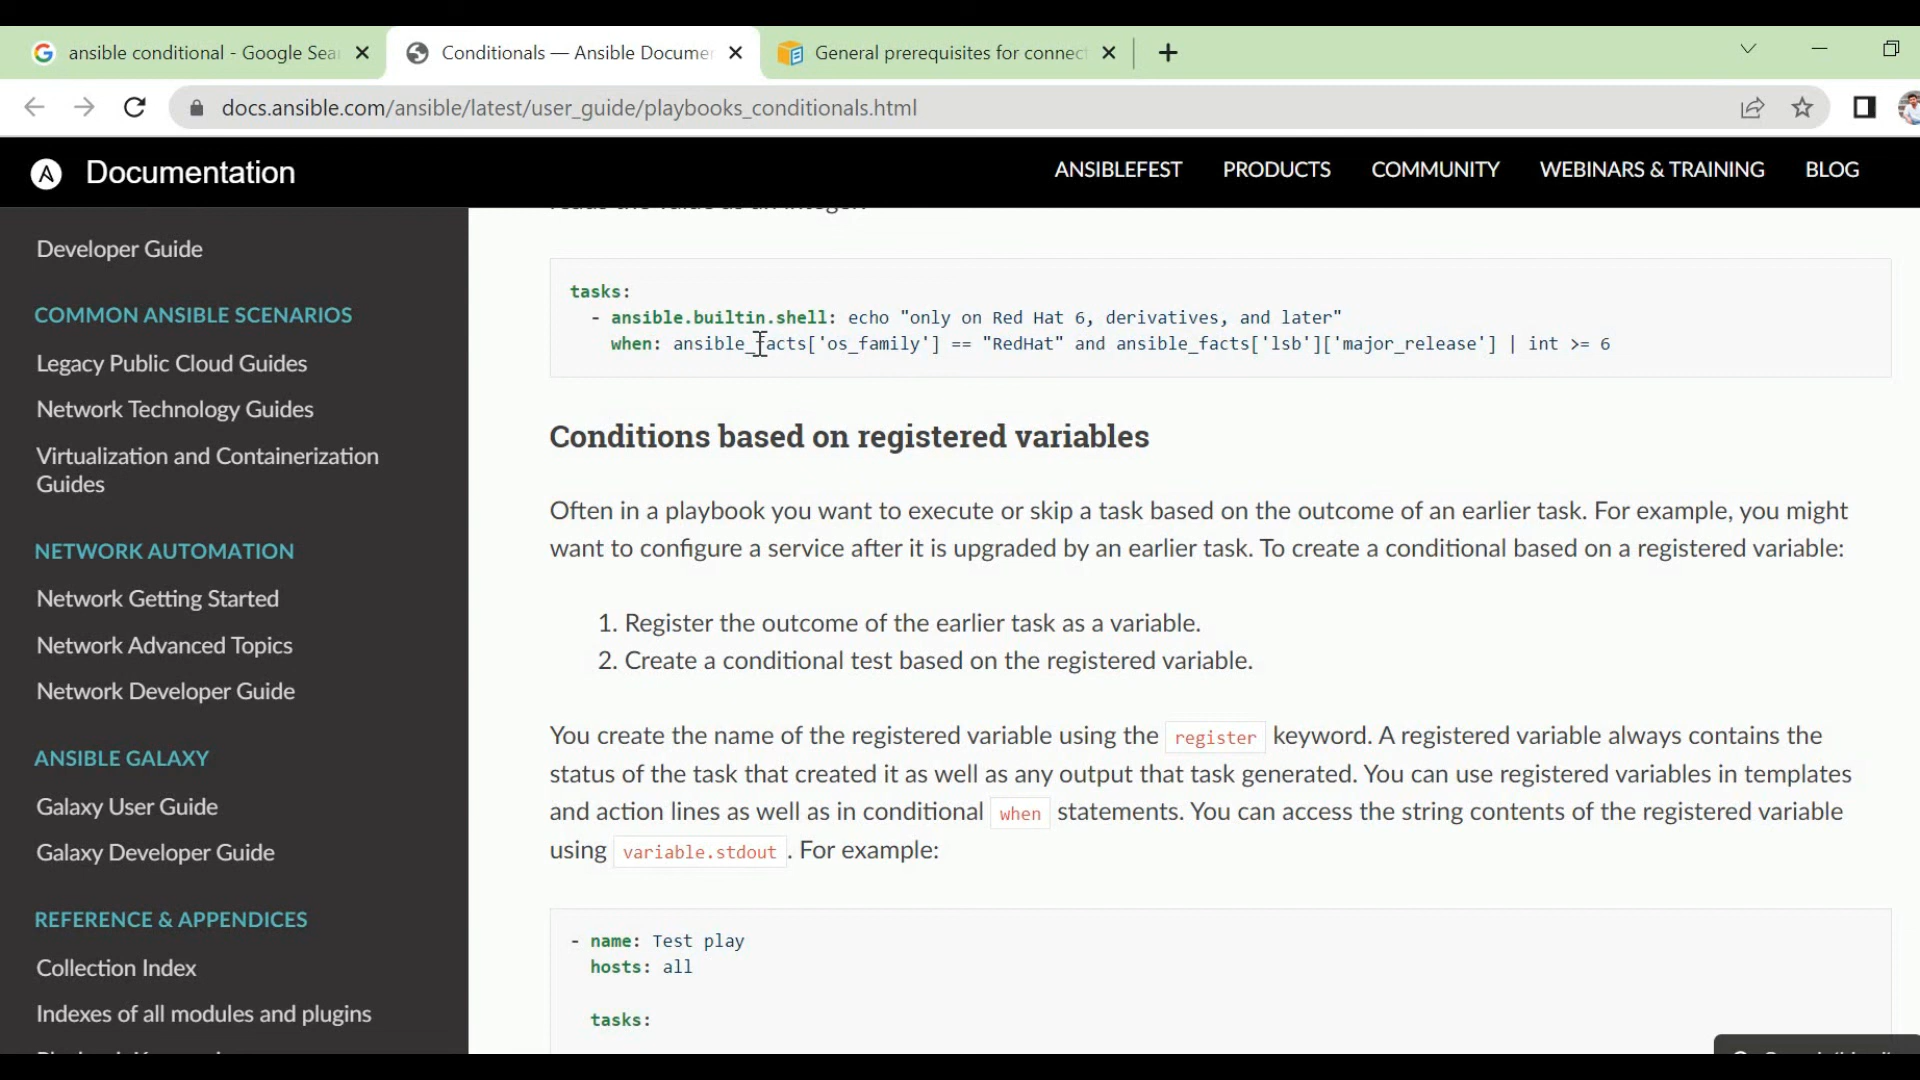 ansible conditional - Google Sea
Conditionals — Ansible Docume
General prerequisites for connect
docs.ansible.com/ansible/latest/user_guide/playbooks_conditionals.html
Documentation
ANSIBLEFEST PRODUCTS COMMUNITY WEBINARS & TRAINING BLOG
Developer Guide
COMMON ANSIBLE SCENARIOS
Legacy Public Cloud Guides
Network Technology Guides
Virtualization and Containerization
Guides
NETWORK AUTOMATION
Network Getting Started
Network Advanced Topics
Network Developer Guide
ANSIBLE GALAXY
Galaxy User Guide
Galaxy Developer Guide
REFERENCE & APPENDICES
Collection Index
Indexes of all modules and plugins
tasks:
- ansible.builtin.shell: echo "only on Red Hat 6, derivatives, and later"
when: ansible_facts['os_family'] == "RedHat" and ansible_facts['lsb']['major_release'] | int >= 6
Conditions based on registered variables
Often in a playbook you want to execute or skip a task based on the outcome of an earlier task. For example, you might
want to configure a service after it is upgraded by an earlier task. To create a conditional based on a registered variable:
1. Register the outcome of the earlier task as a variable.
2. Create a conditional test based on the registered variable.
You create the name of the registered variable using the register keyword. A registered variable always contains the
status of the task that created it as well as any output that task generated. You can use registered variables in templates
and action lines as well as in conditional when statements. You can access the string contents of the registered variable
using variable.stdout . For example:
- name: Test play
hosts: all
tasks: